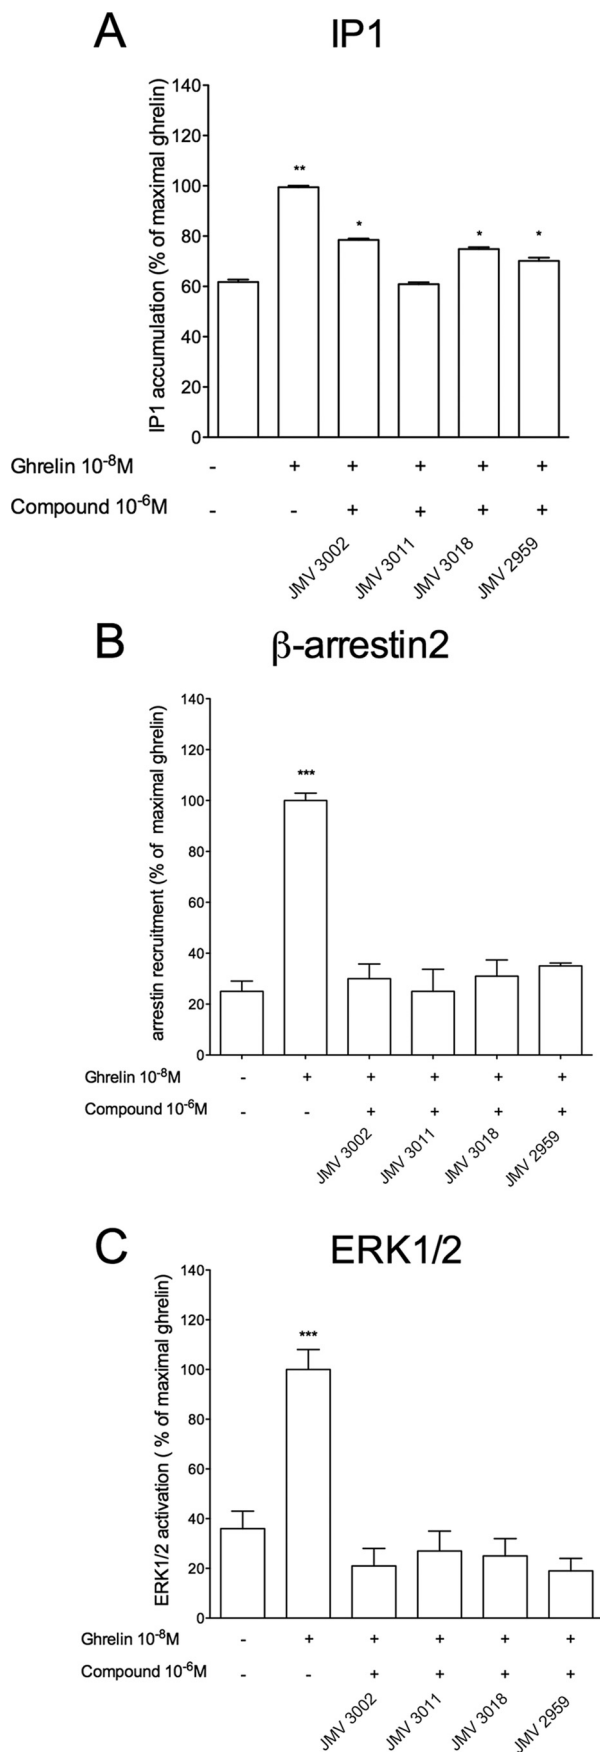 A IP1
IP1 accumulation (% of maximal ghrelin)
140
120
100
80
60
40
20
0
** * * *
Ghrelin 10-8M - + + + + +
Compound 10-6M - - + + + +
JMV 3002 JMV 3011 JMV 3018 JMV 2959
B β-arrestin2
arrestin recruitment (% of maximal ghrelin)
140
120
100
80
60
40
20
0
***
Ghrelin 10-8M - + + + + +
Compound 10-6M - - + + + +
JMV 3002 JMV 3011 JMV 3018 JMV 2959
C ERK1/2
ERK1/2 activation ( % of maximal ghrelin)
140
120
100
80
60
40
20
0
***
Ghrelin 10-8M - + + + + +
Compound 10-6M - - + + + +
JMV 3002 JMV 3011 JMV 3018 JMV 2959